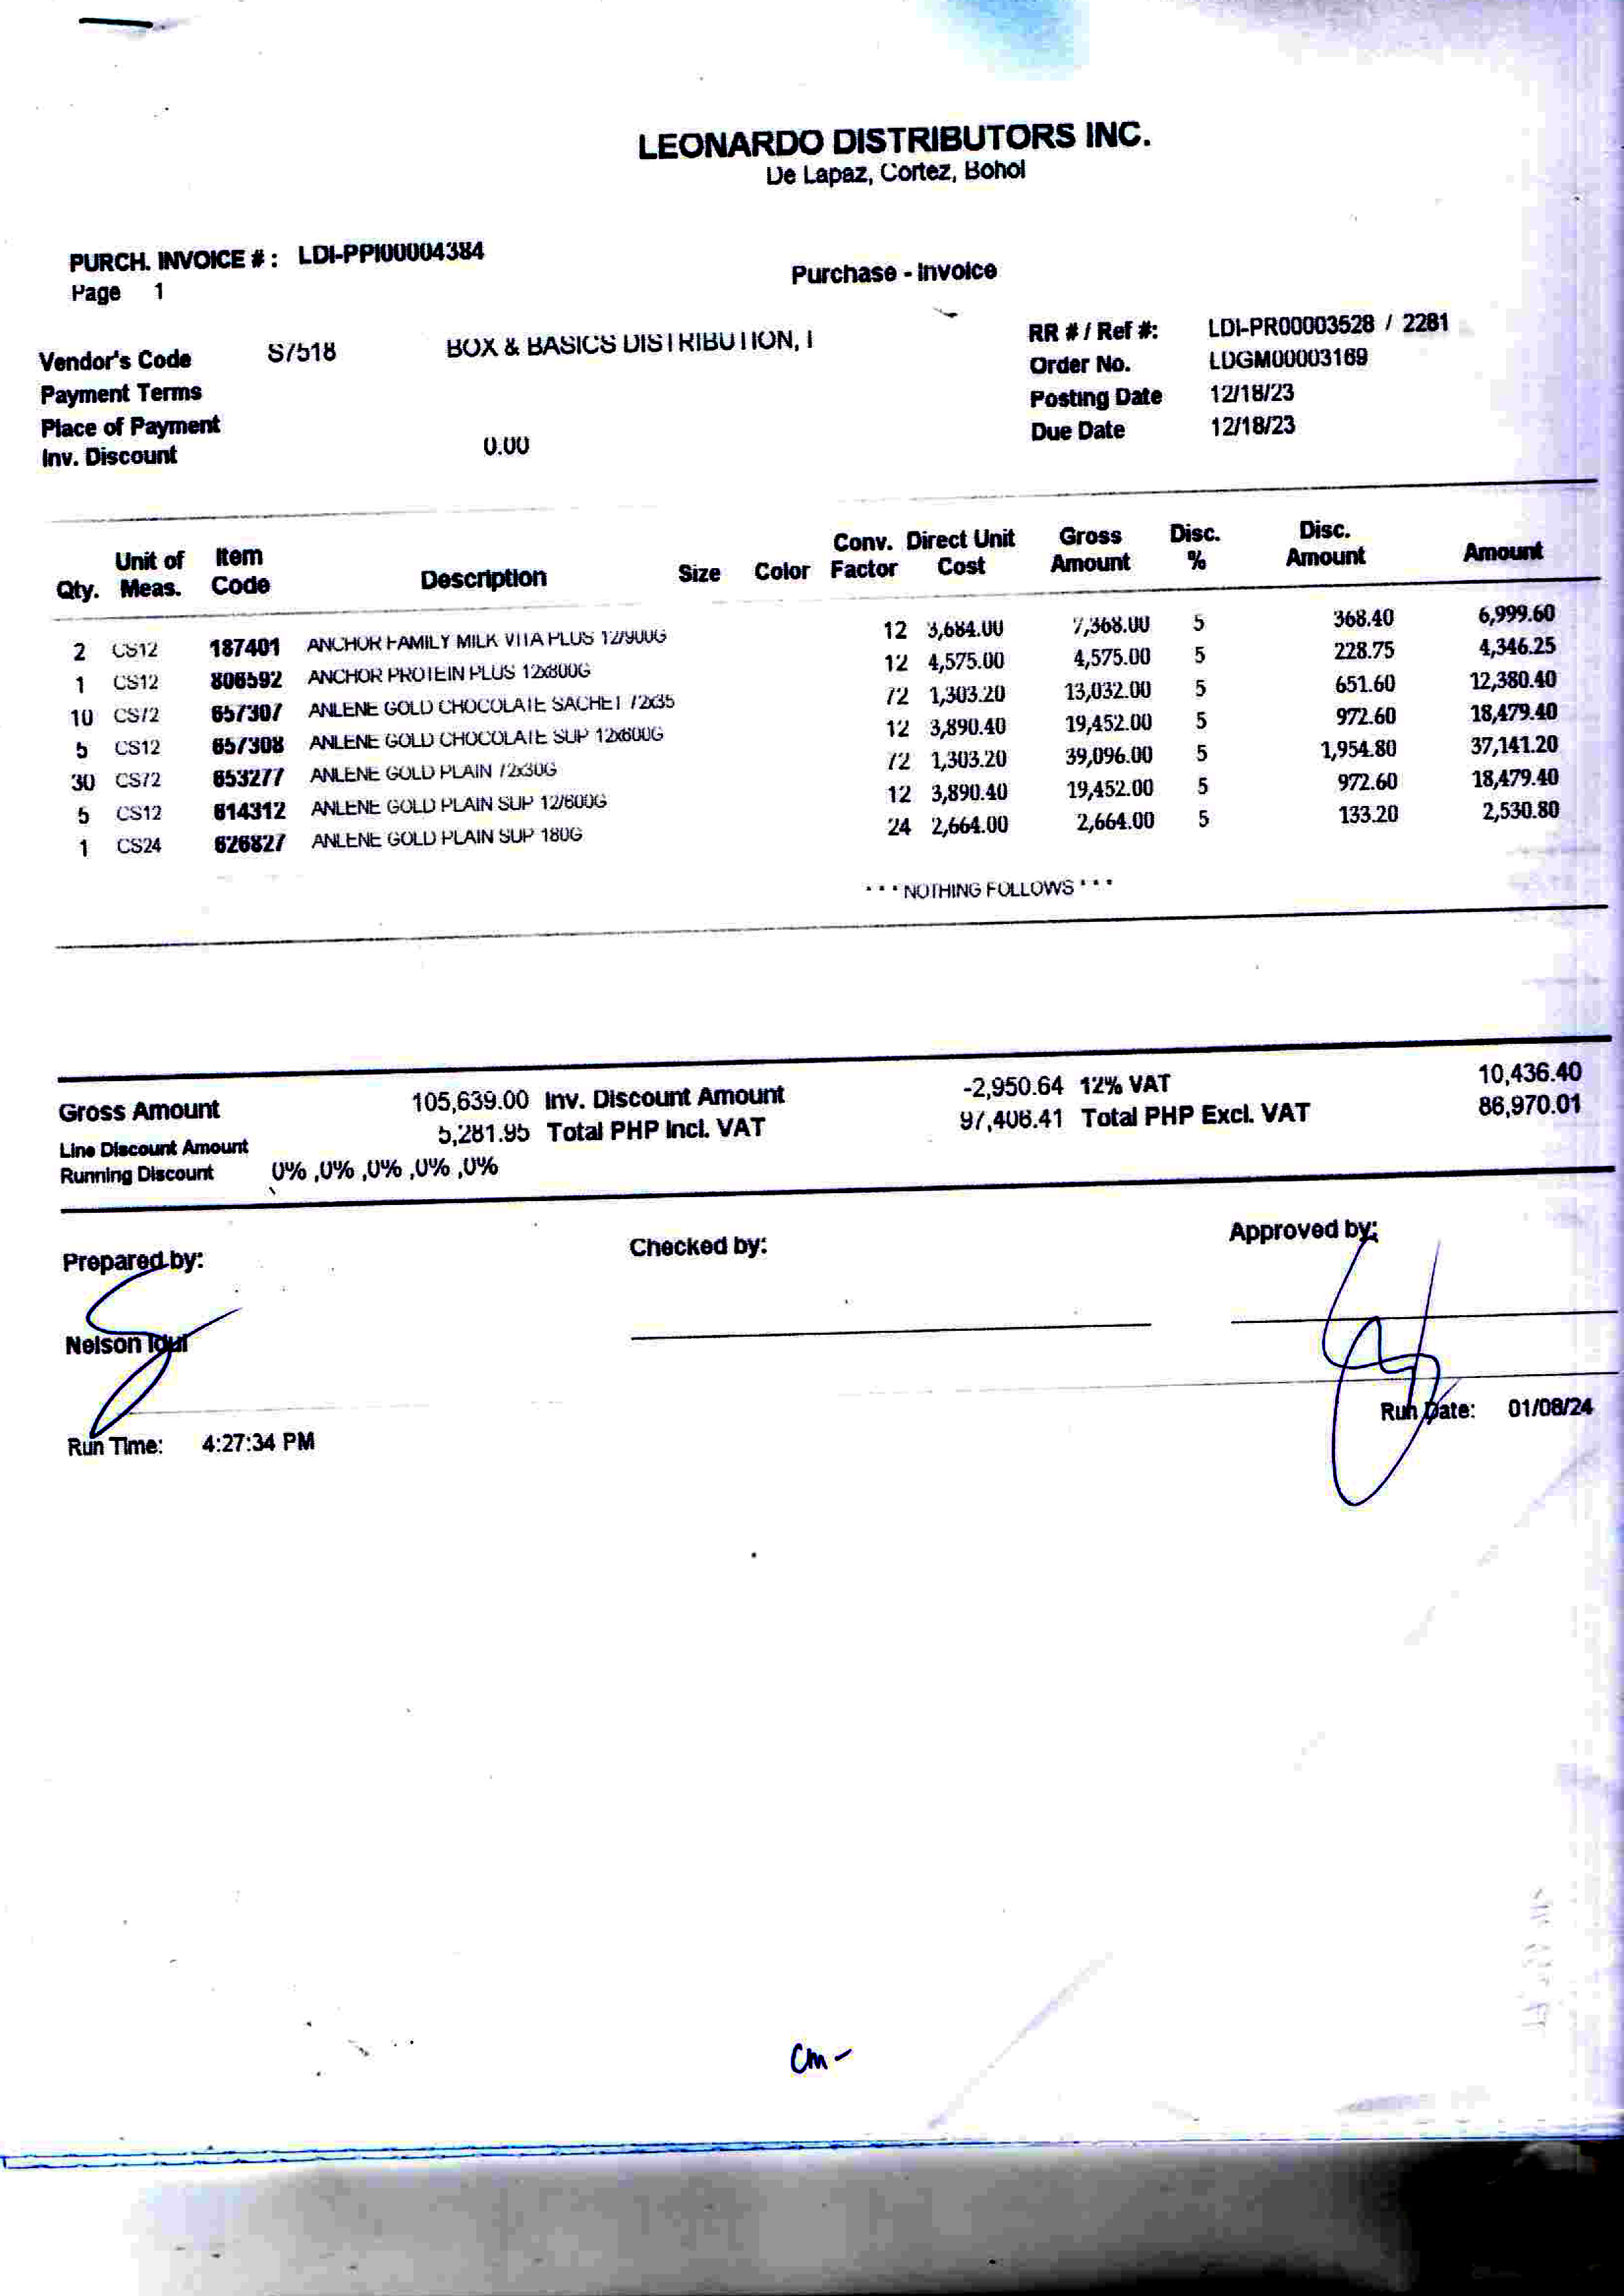 LEONARDO DISTRIBUTORS INC.
De Lapaz, Cortez, Bohol
PURCH. INVOICE # : LDI-PPI00004384
Page 1
Purchase - Invoice
Vendor's Code S7518 BOX & BASICS DISTRIBUTION, I
Payment Terms
Place of Payment
Inv. Discount 0.00
RR # / Ref #: LDI-PR00003528 / 2281
Order No. LDGM00003169
Posting Date 12/18/23
Due Date 12/18/23
Qty. Unit of Meas. Item Code Description Size Color Conv. Factor Direct Unit Cost Gross Amount Disc. % Disc. Amount Amount
2 CS12 187401 ANCHOR FAMILY MILK VITA PLUS 12/900G 12 3,684.00 7,368.00 5 368.40 6,999.60
1 CS12 806592 ANCHOR PROTEIN PLUS 12x800G 12 4,575.00 4,575.00 5 228.75 4,346.25
10 CS72 657307 ANLENE GOLD CHOCOLATE SACHET 72x35 72 1,303.20 13,032.00 5 651.60 12,380.40
5 CS12 657308 ANLENE GOLD CHOCOLATE SUP 12x600G 12 3,890.40 19,452.00 5 972.60 18,479.40
30 CS72 653277 ANLENE GOLD PLAIN 72x30G 72 1,303.20 39,096.00 5 1,954.80 37,141.20
5 CS12 614312 ANLENE GOLD PLAIN SUP 12/600G 12 3,890.40 19,452.00 5 972.60 18,479.40
1 CS24 626827 ANLENE GOLD PLAIN SUP 180G 24 2,664.00 2,664.00 5 133.20 2,530.80
* * * NOTHING FOLLOWS * * *
Gross Amount 105,639.00 Inv. Discount Amount -2,950.64 12% VAT 10,436.40
Line Discount Amount 5,281.95 Total PHP Incl. VAT 97,406.41 Total PHP Excl. VAT 86,970.01
Running Discount 0% ,0% ,0% ,0% ,0%
Prepared by: Checked by: Approved by:
Nelson
Run Time: 4:27:34 PM Run Date: 01/08/24
Cm -